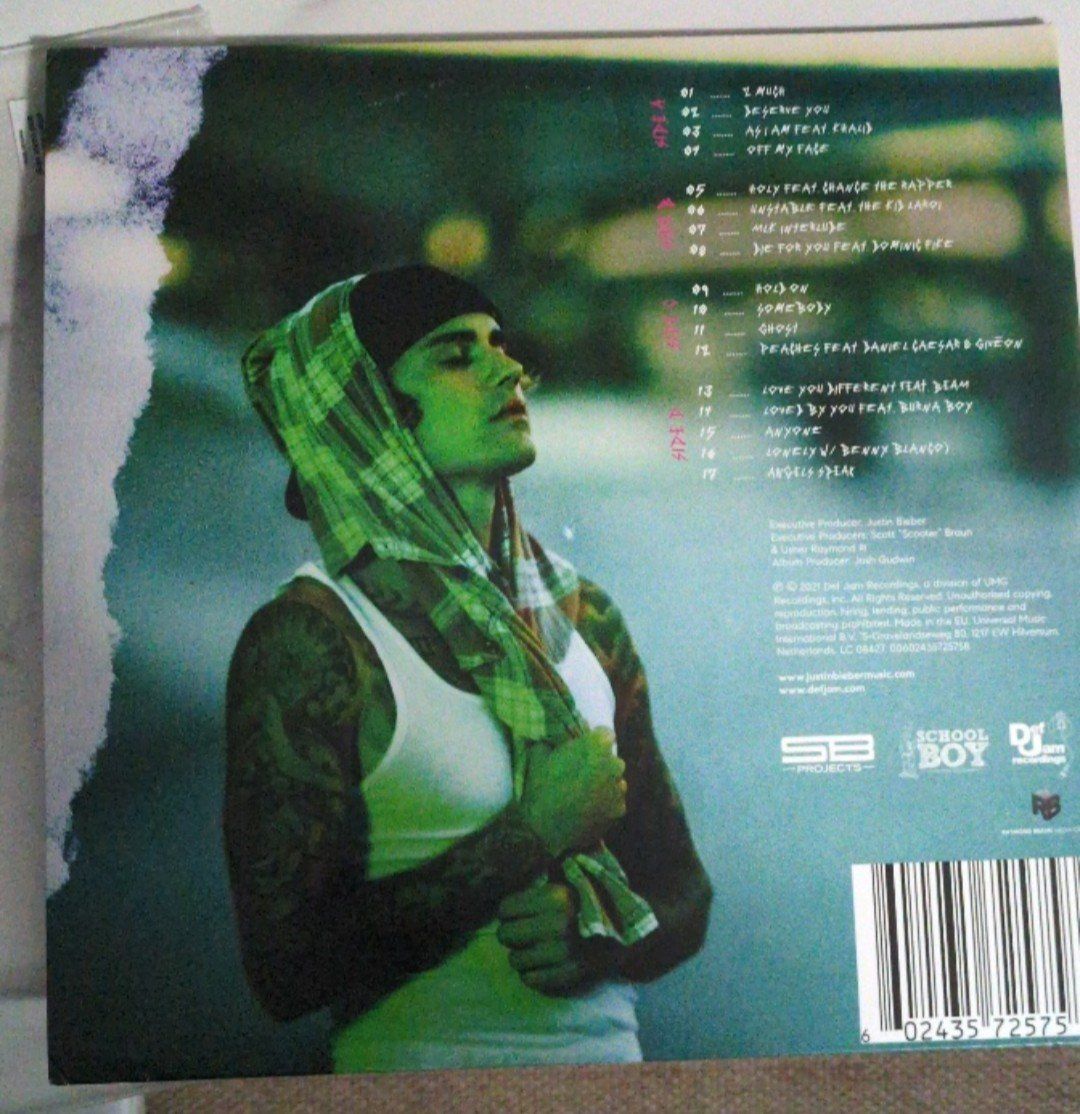 SIDE A
01 ...... 2 MUCH
02 ...... DESERVE YOU
03 ...... AS I AM FEAT. KHALID
04 ...... OFF MY FACE
SIDE B
05 ...... HOLY FEAT. CHANCE THE RAPPER
06 ...... UNSTABLE FEAT. THE KID LAROI
07 ...... MLK INTERLUDE
08 ...... DIE FOR YOU FEAT DOMINIC FIKE
SIDE C
09 ...... HOLD ON
10 ...... SOMEBODY
11 ...... GHOST
12 ...... PEACHES FEAT DANIEL CAESAR & GIVĒON
SIDE D
13 ...... LOVE YOU DIFFERENT FEAT. BEAM
14 ...... LOVED BY YOU FEAT. BURNA BOY
15 ...... ANYONE
16 ...... LONELY W/ BENNY BLANCO)
17 ...... ANGELS SPEAK
Executive Producer: Justin Bieber
Executive Producers: Scott "Scooter" Braun
& Usher Raymond IV
Album Producer: Josh Gudwin
℗ © 2021 Def Jam Recordings, a division of UMG
Recordings, Inc. All Rights Reserved. Unauthorised copying,
reproduction, hiring, lending, public performance and
broadcasting prohibited. Made in the EU. Universal Music
International B.V. 'S-Gravelandseweg 80, 1217 EW Hilversum,
Netherlands. LC 08427. 00602435725758
www.justinbiebermusic.com
www.defjam.com
SB
PROJECTS
SCHOOL
BOY
Def
Jam
recordings
RB
6 02435 72575